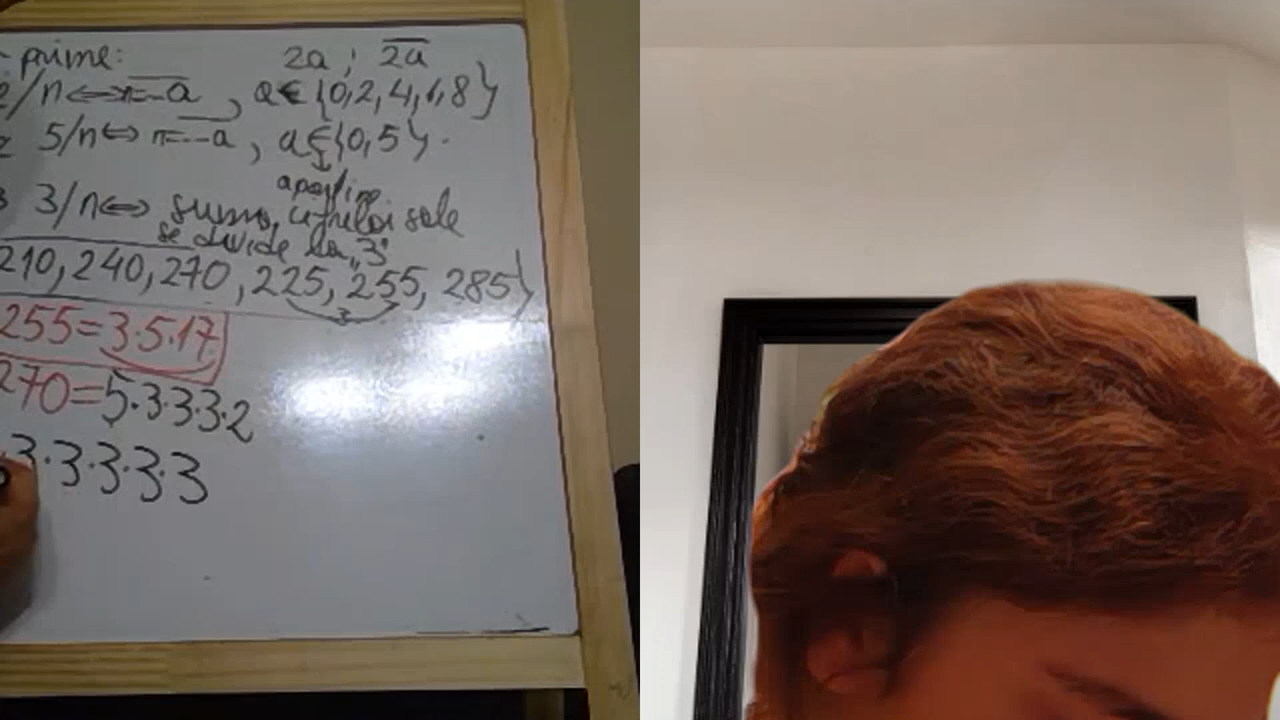 prime: 2a ; 2a
2/n⟺n=...a , a∈{0,2,4,6,8}
5/n⟺ n=...a , a∈{0,5}.
aparține
3/n⟺ suma cifrelor sale
se divide la „3"
210, 240, 270, 225, 255, 285}
3
255=3·5·17
270=5·3·3·3·2
3·3·3·3·3